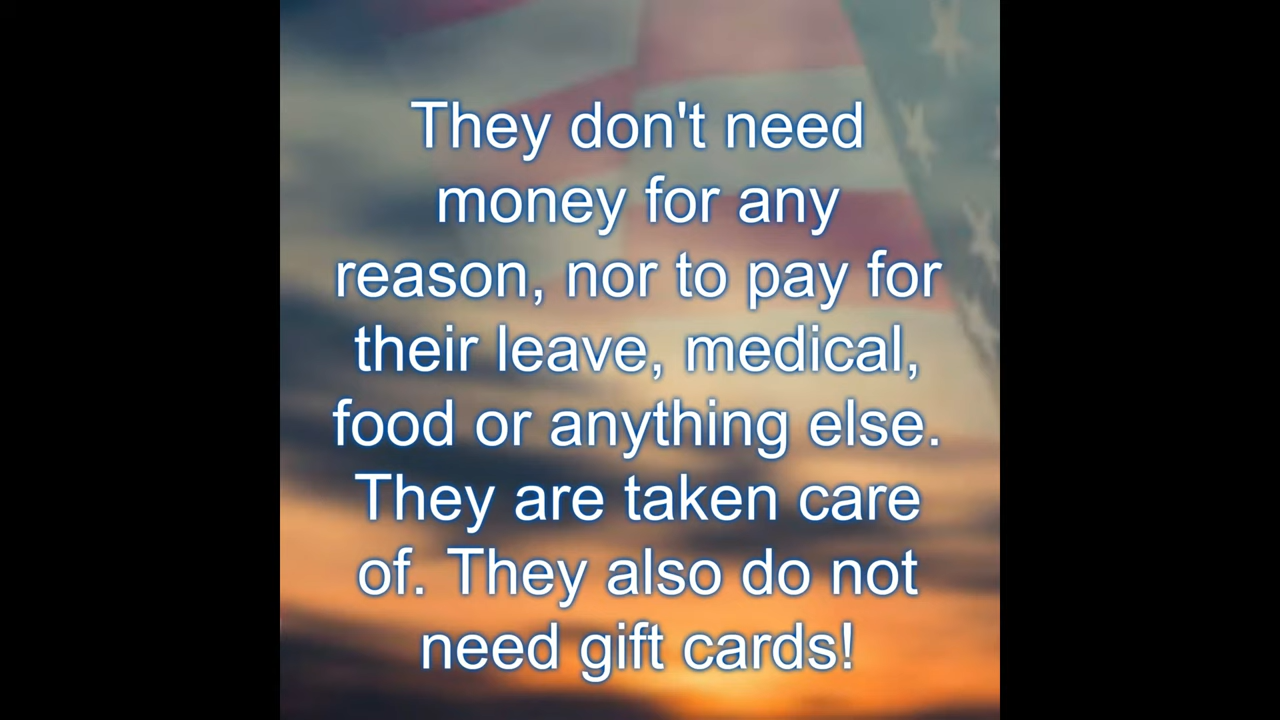 They don't need
money for any
reason, nor to pay for
their leave, medical,
food or anything else.
They are taken care
of. They also do not
need gift cards!